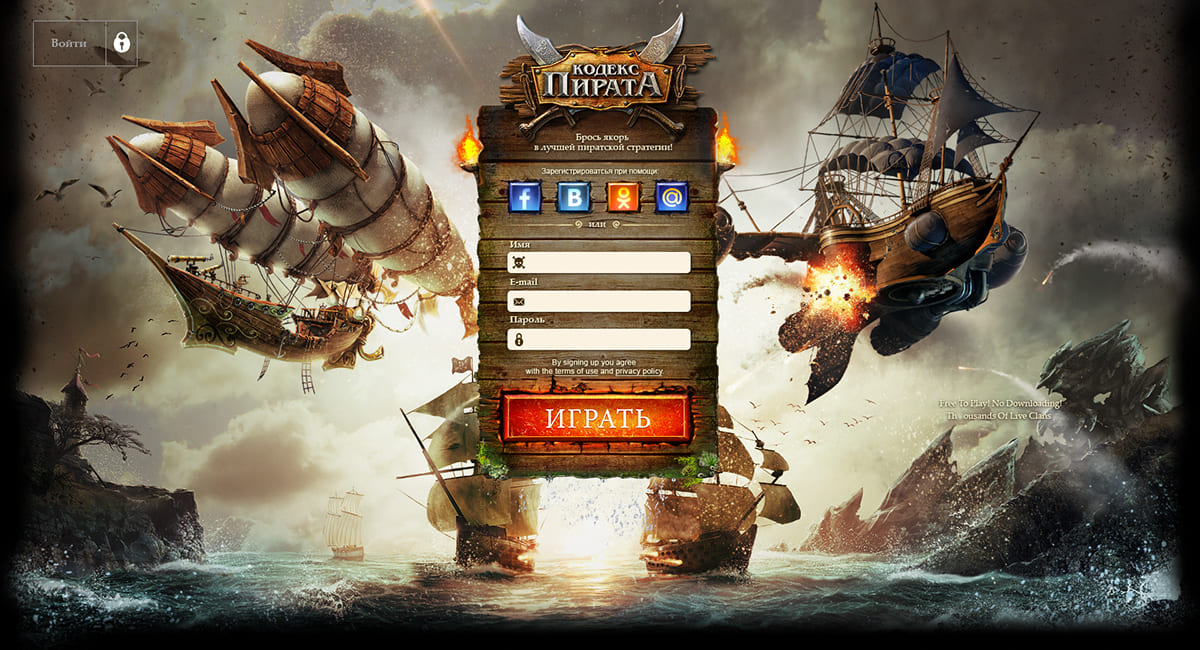 Войти
КОДЕКС
ПИРАТА
Брось якорь
в лучшей пиратской стратегии!
Зарегистрироваться при помощи:
f
B
@
или
Имя
E-mail
Пароль
By signing up you agree
with the terms of use and privacy policy.
ИГРАТЬ
Free To Play! No Downloading!
Thousands Of Live Clans